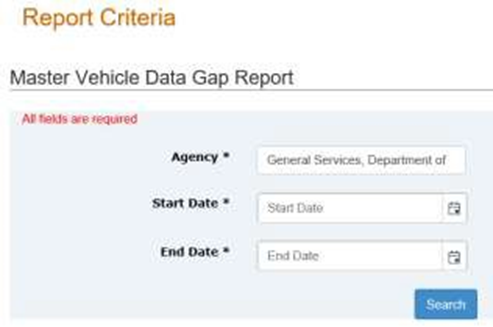 Report Criteria
Master Vehicle Data Gap Report
All fields are required
Agency * General Services, Department of
Start Date * Start Date
End Date * End Date
Search